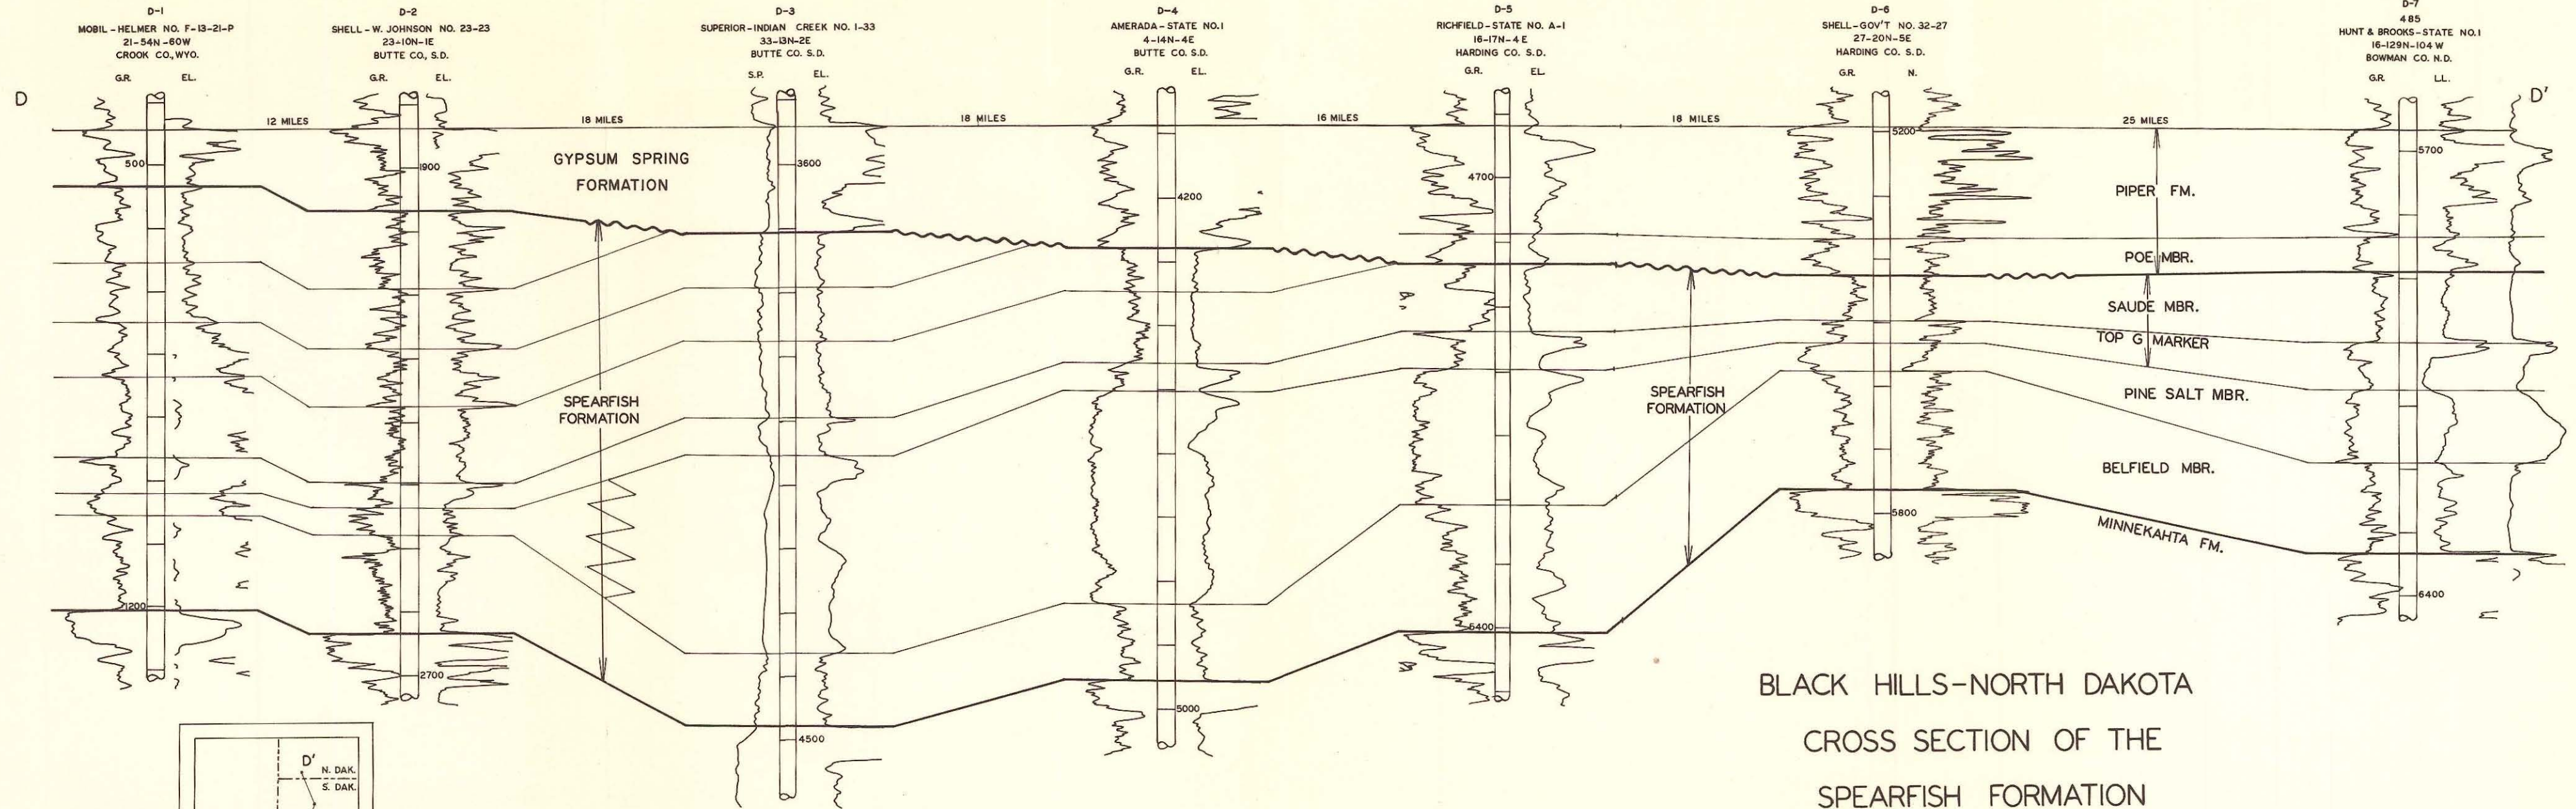 D-1
MOBIL-HELMER NO. F-13-21-P
21-54N-60W
CROOK CO., WYO.
G.R. EL.
D-2
SHELL-W. JOHNSON NO. 23-23
23-10N-1E
BUTTE CO., S.D.
G.R. EL.
D-3
SUPERIOR-INDIAN CREEK NO. 1-33
33-13N-2E
BUTTE CO. S.D.
S.P. EL.
D-4
AMERADA-STATE NO.1
4-14N-4E
BUTTE CO. S.D.
G.R. EL.
D-5
RICHFIELD-STATE NO. A-1
16-17N-4E
HARDING CO. S.D.
G.R. EL.
D-6
SHELL-GOV'T NO. 32-27
27-20N-5E
HARDING CO. S.D.
G.R. N.
D-7
485
HUNT & BROOKS-STATE NO.1
16-129N-104W
BOWMAN CO. N.D.
G.R. LL.
D
D'
12 MILES
18 MILES
18 MILES
16 MILES
18 MILES
25 MILES
500
1900
3600
4200
4700
5200
5700
GYPSUM SPRING
FORMATION
PIPER FM.
POE MBR.
SAUDE MBR.
TOP G MARKER
PINE SALT MBR.
BELFIELD MBR.
MINNEKAHTA FM.
SPEARFISH
FORMATION
SPEARFISH
FORMATION
1200
2700
4500
5000
5400
5800
6400
D'
N. DAK.
S. DAK.
BLACK HILLS-NORTH DAKOTA
CROSS SECTION OF THE
SPEARFISH FORMATION